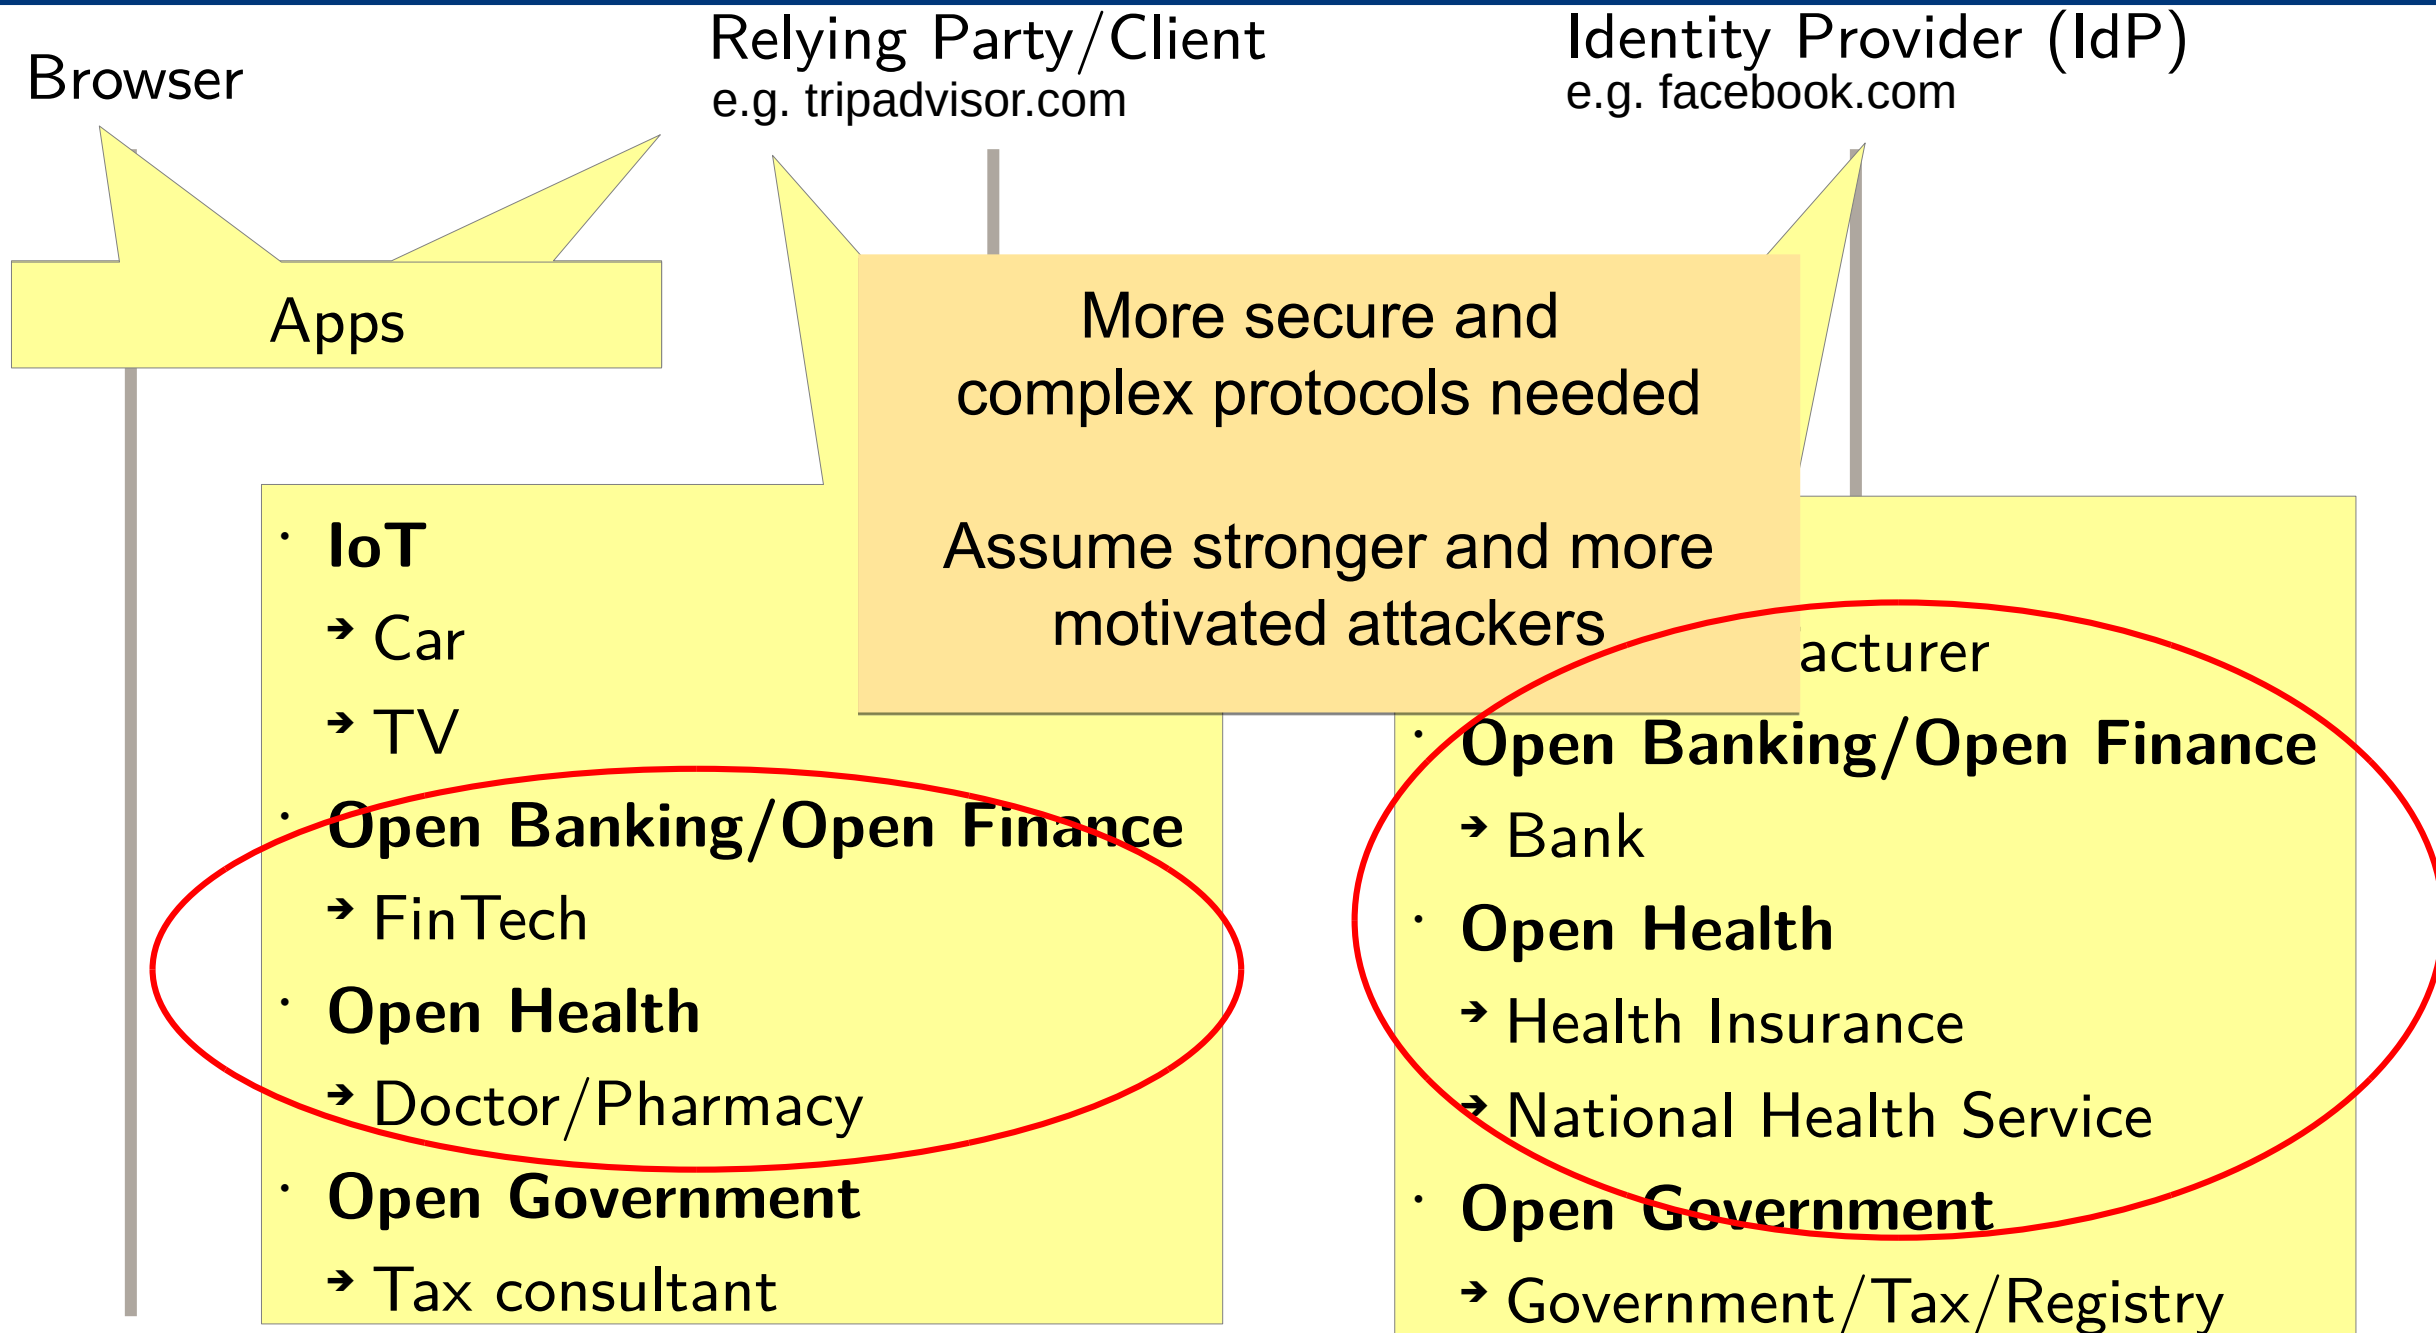 Browser
Relying Party/Client
e.g. tripadvisor.com
Identity Provider (IdP)
e.g. facebook.com
Apps
More secure and
complex protocols needed
Assume stronger and more
motivated attackers
· IoT
➔ Car
➔ TV
· Open Banking/Open Finance
➔ FinTech
· Open Health
➔ Doctor/Pharmacy
· Open Government
➔ Tax consultant
acturer
· Open Banking/Open Finance
➔ Bank
· Open Health
➔ Health Insurance
➔ National Health Service
· Open Government
➔ Government/Tax/Registry